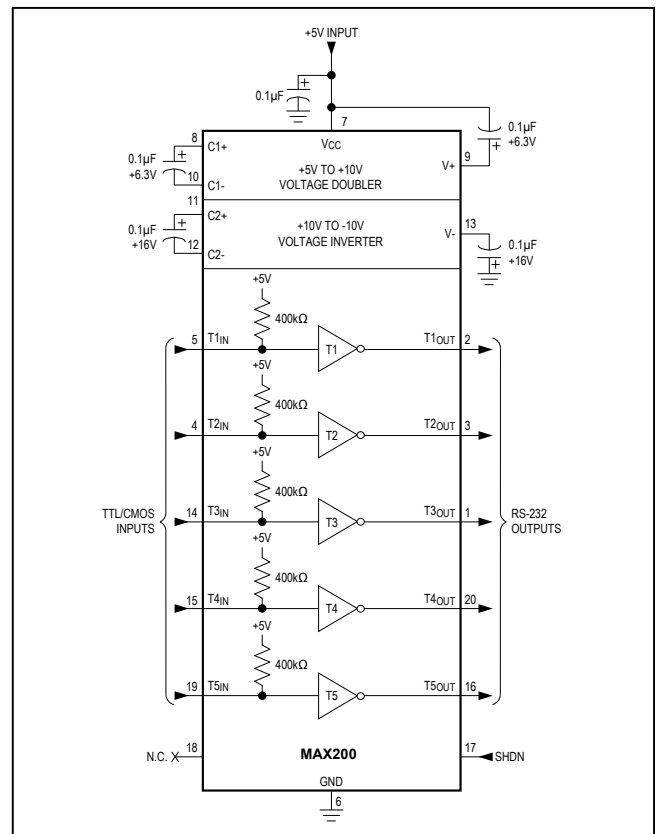 +5V INPUT
0.1µF
+
7
VCC
+
0.1µF
+6.3V
8
C1+
0.1µF
+6.3V
+
10
C1-
+5V TO +10V
VOLTAGE DOUBLER
V+
9
11
C2+
0.1µF
+16V
+
12
C2-
+10V TO -10V
VOLTAGE INVERTER
V-
13
0.1µF
+16V
+
+5V
400kΩ
5
T1IN
T1
T1OUT
2
+5V
400kΩ
4
T2IN
T2
T2OUT
3
+5V
400kΩ
TTL/CMOS
INPUTS
14
T3IN
T3
T3OUT
1
RS-232
OUTPUTS
+5V
400kΩ
15
T4IN
T4
T4OUT
20
+5V
400kΩ
19
T5IN
T5
T5OUT
16
N.C.
18
MAX200
17
SHDN
GND
6